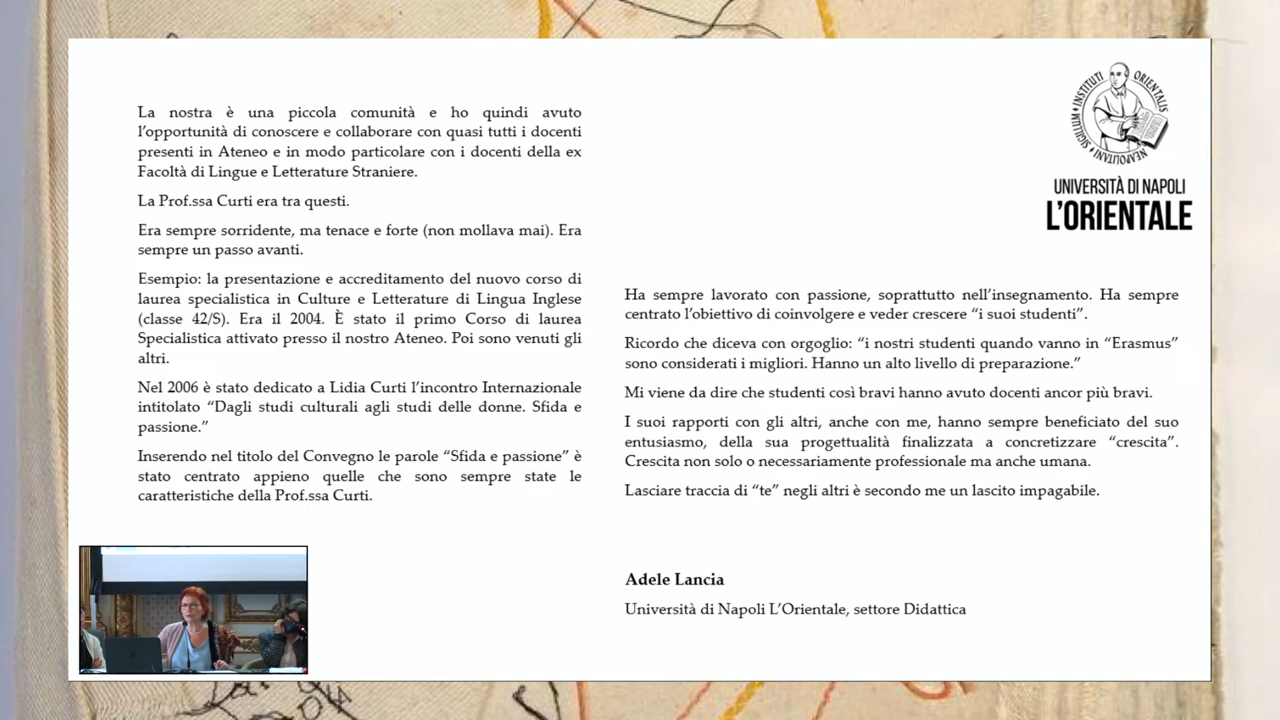 La nostra è una piccola comunità e ho quindi avuto
l'opportunità di conoscere e collaborare con quasi tutti i docenti
presenti in Ateneo e in modo particolare con i docenti della ex
Facoltà di Lingue e Letterature Straniere.
La Prof.ssa Curti era tra questi.
Era sempre sorridente, ma tenace e forte (non mollava mai). Era
sempre un passo avanti.
Esempio: la presentazione e accreditamento del nuovo corso di
laurea specialistica in Culture e Letterature di Lingua Inglese
(classe 42/S). Era il 2004. È stato il primo Corso di laurea
Specialistica attivato presso il nostro Ateneo. Poi sono venuti gli
altri.
Nel 2006 è stato dedicato a Lidia Curti l'incontro Internazionale
intitolato “Dagli studi culturali agli studi delle donne. Sfida e
passione.”
Inserendo nel titolo del Convegno le parole “Sfida e passione” è
stato centrato appieno quelle che sono sempre state le
caratteristiche della Prof.ssa Curti.
SIGILLUM INSTITUTI ORIENTALIS NEAPOLITANI
UNIVERSITÀ DI NAPOLI
L'ORIENTALE
Ha sempre lavorato con passione, soprattutto nell'insegnamento. Ha sempre
centrato l'obiettivo di coinvolgere e veder crescere “i suoi studenti”.
Ricordo che diceva con orgoglio: “i nostri studenti quando vanno in “Erasmus”
sono considerati i migliori. Hanno un alto livello di preparazione.”
Mi viene da dire che studenti così bravi hanno avuto docenti ancor più bravi.
I suoi rapporti con gli altri, anche con me, hanno sempre beneficiato del suo
entusiasmo, della sua progettualità finalizzata a concretizzare “crescita”.
Crescita non solo o necessariamente professionale ma anche umana.
Lasciare traccia di “te” negli altri è secondo me un lascito impagabile.
Adele Lancia
Università di Napoli L'Orientale, settore Didattica